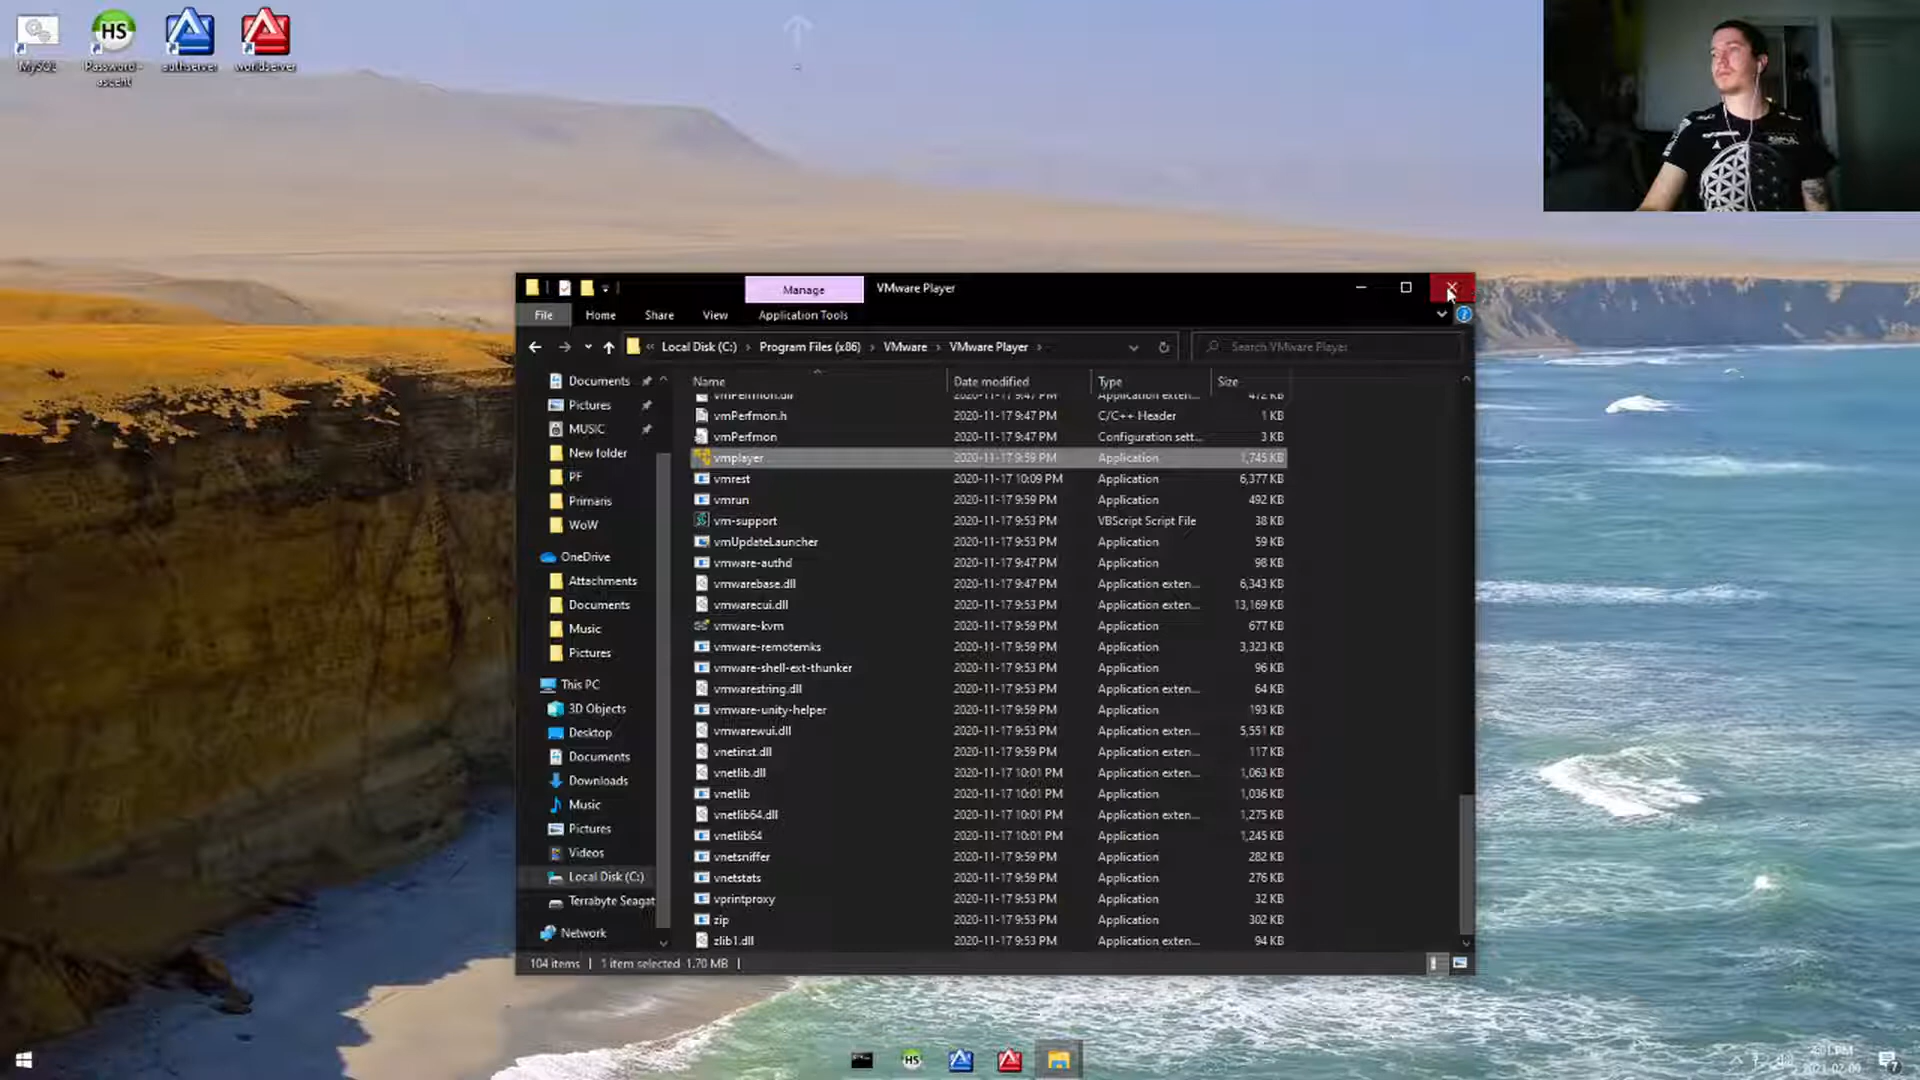 MySQL
Password - ascent
authserver
worldserver
HS
Manage
VMware Player
File
Home
Share
View
Application Tools
« Local Disk (C:) › Program Files (x86) › VMware › VMware Player ›
Search VMware Player
Documents
Pictures
MUSIC
New folder
PF
Primaris
WoW
OneDrive
Attachments
Documents
Music
Pictures
This PC
3D Objects
Desktop
Documents
Downloads
Music
Pictures
Videos
Local Disk (C:)
Terrabyte Seagat
Network
Name Date modified Type Size
vmPerfmon.dll 2020-11-17 9:47 PM Application exten... 472 KB
vmPerfmon.h 2020-11-17 9:47 PM C/C++ Header 1 KB
vmPerfmon 2020-11-17 9:47 PM Configuration sett... 3 KB
vmplayer 2020-11-17 9:59 PM Application 1,745 KB
vmrest 2020-11-17 10:09 PM Application 6,377 KB
vmrun 2020-11-17 9:59 PM Application 492 KB
vm-support 2020-11-17 9:53 PM VBScript Script File 38 KB
vmUpdateLauncher 2020-11-17 9:53 PM Application 59 KB
vmware-authd 2020-11-17 9:47 PM Application 98 KB
vmwarebase.dll 2020-11-17 9:47 PM Application exten... 6,343 KB
vmwarecui.dll 2020-11-17 9:53 PM Application exten... 13,169 KB
vmware-kvm 2020-11-17 9:59 PM Application 677 KB
vmware-remotemks 2020-11-17 9:59 PM Application 3,323 KB
vmware-shell-ext-thunker 2020-11-17 9:53 PM Application 96 KB
vmwarestring.dll 2020-11-17 9:53 PM Application exten... 64 KB
vmware-unity-helper 2020-11-17 9:59 PM Application 193 KB
vmwarewui.dll 2020-11-17 9:53 PM Application exten... 5,551 KB
vnetinst.dll 2020-11-17 9:59 PM Application exten... 117 KB
vnetlib.dll 2020-11-17 10:01 PM Application exten... 1,063 KB
vnetlib 2020-11-17 10:01 PM Application 1,036 KB
vnetlib64.dll 2020-11-17 10:01 PM Application exten... 1,275 KB
vnetlib64 2020-11-17 10:01 PM Application 1,245 KB
vnetsniffer 2020-11-17 9:59 PM Application 282 KB
vnetstats 2020-11-17 9:59 PM Application 276 KB
vprintproxy 2020-11-17 9:53 PM Application 32 KB
zip 2020-11-17 9:53 PM Application 302 KB
zlib1.dll 2020-11-17 9:53 PM Application exten... 94 KB
104 items 1 item selected 1.70 MB
HS